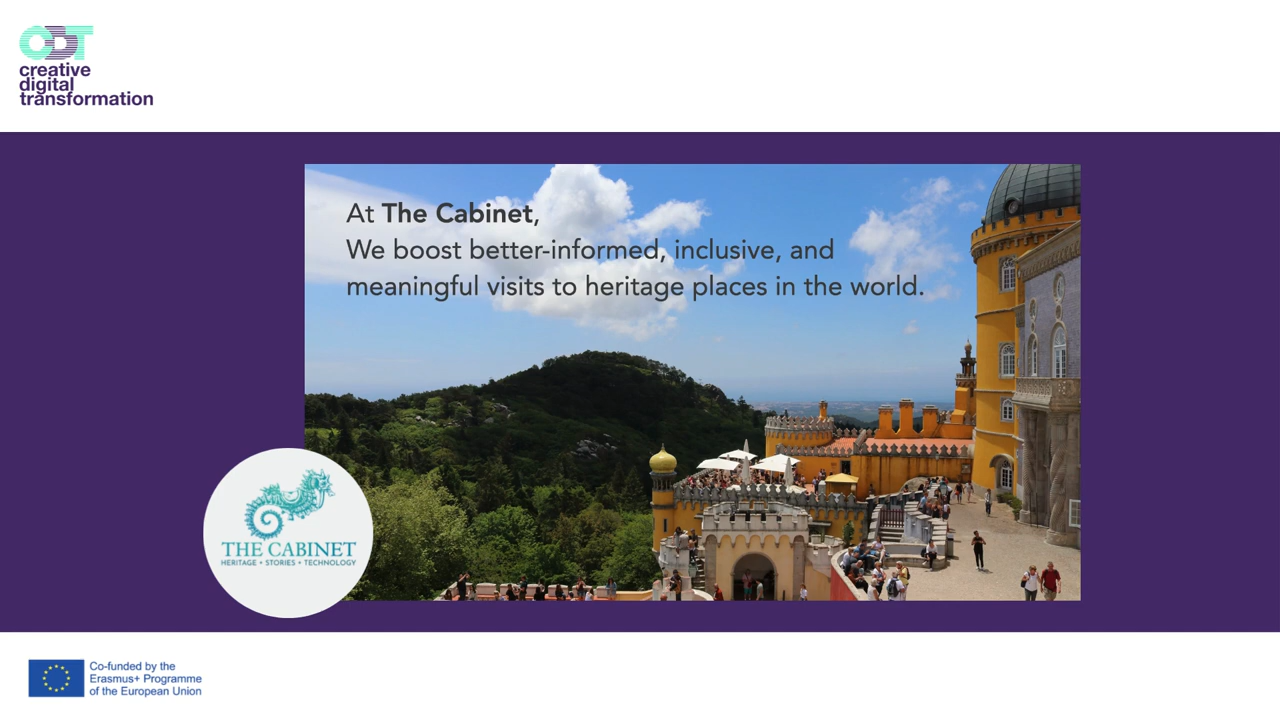 CDT
creative
digital
transformation
At The Cabinet,
We boost better-informed, inclusive, and
meaningful visits to heritage places in the world.
THE CABINET
HERITAGE + STORIES + TECHNOLOGY
Co-funded by the
Erasmus+ Programme
of the European Union